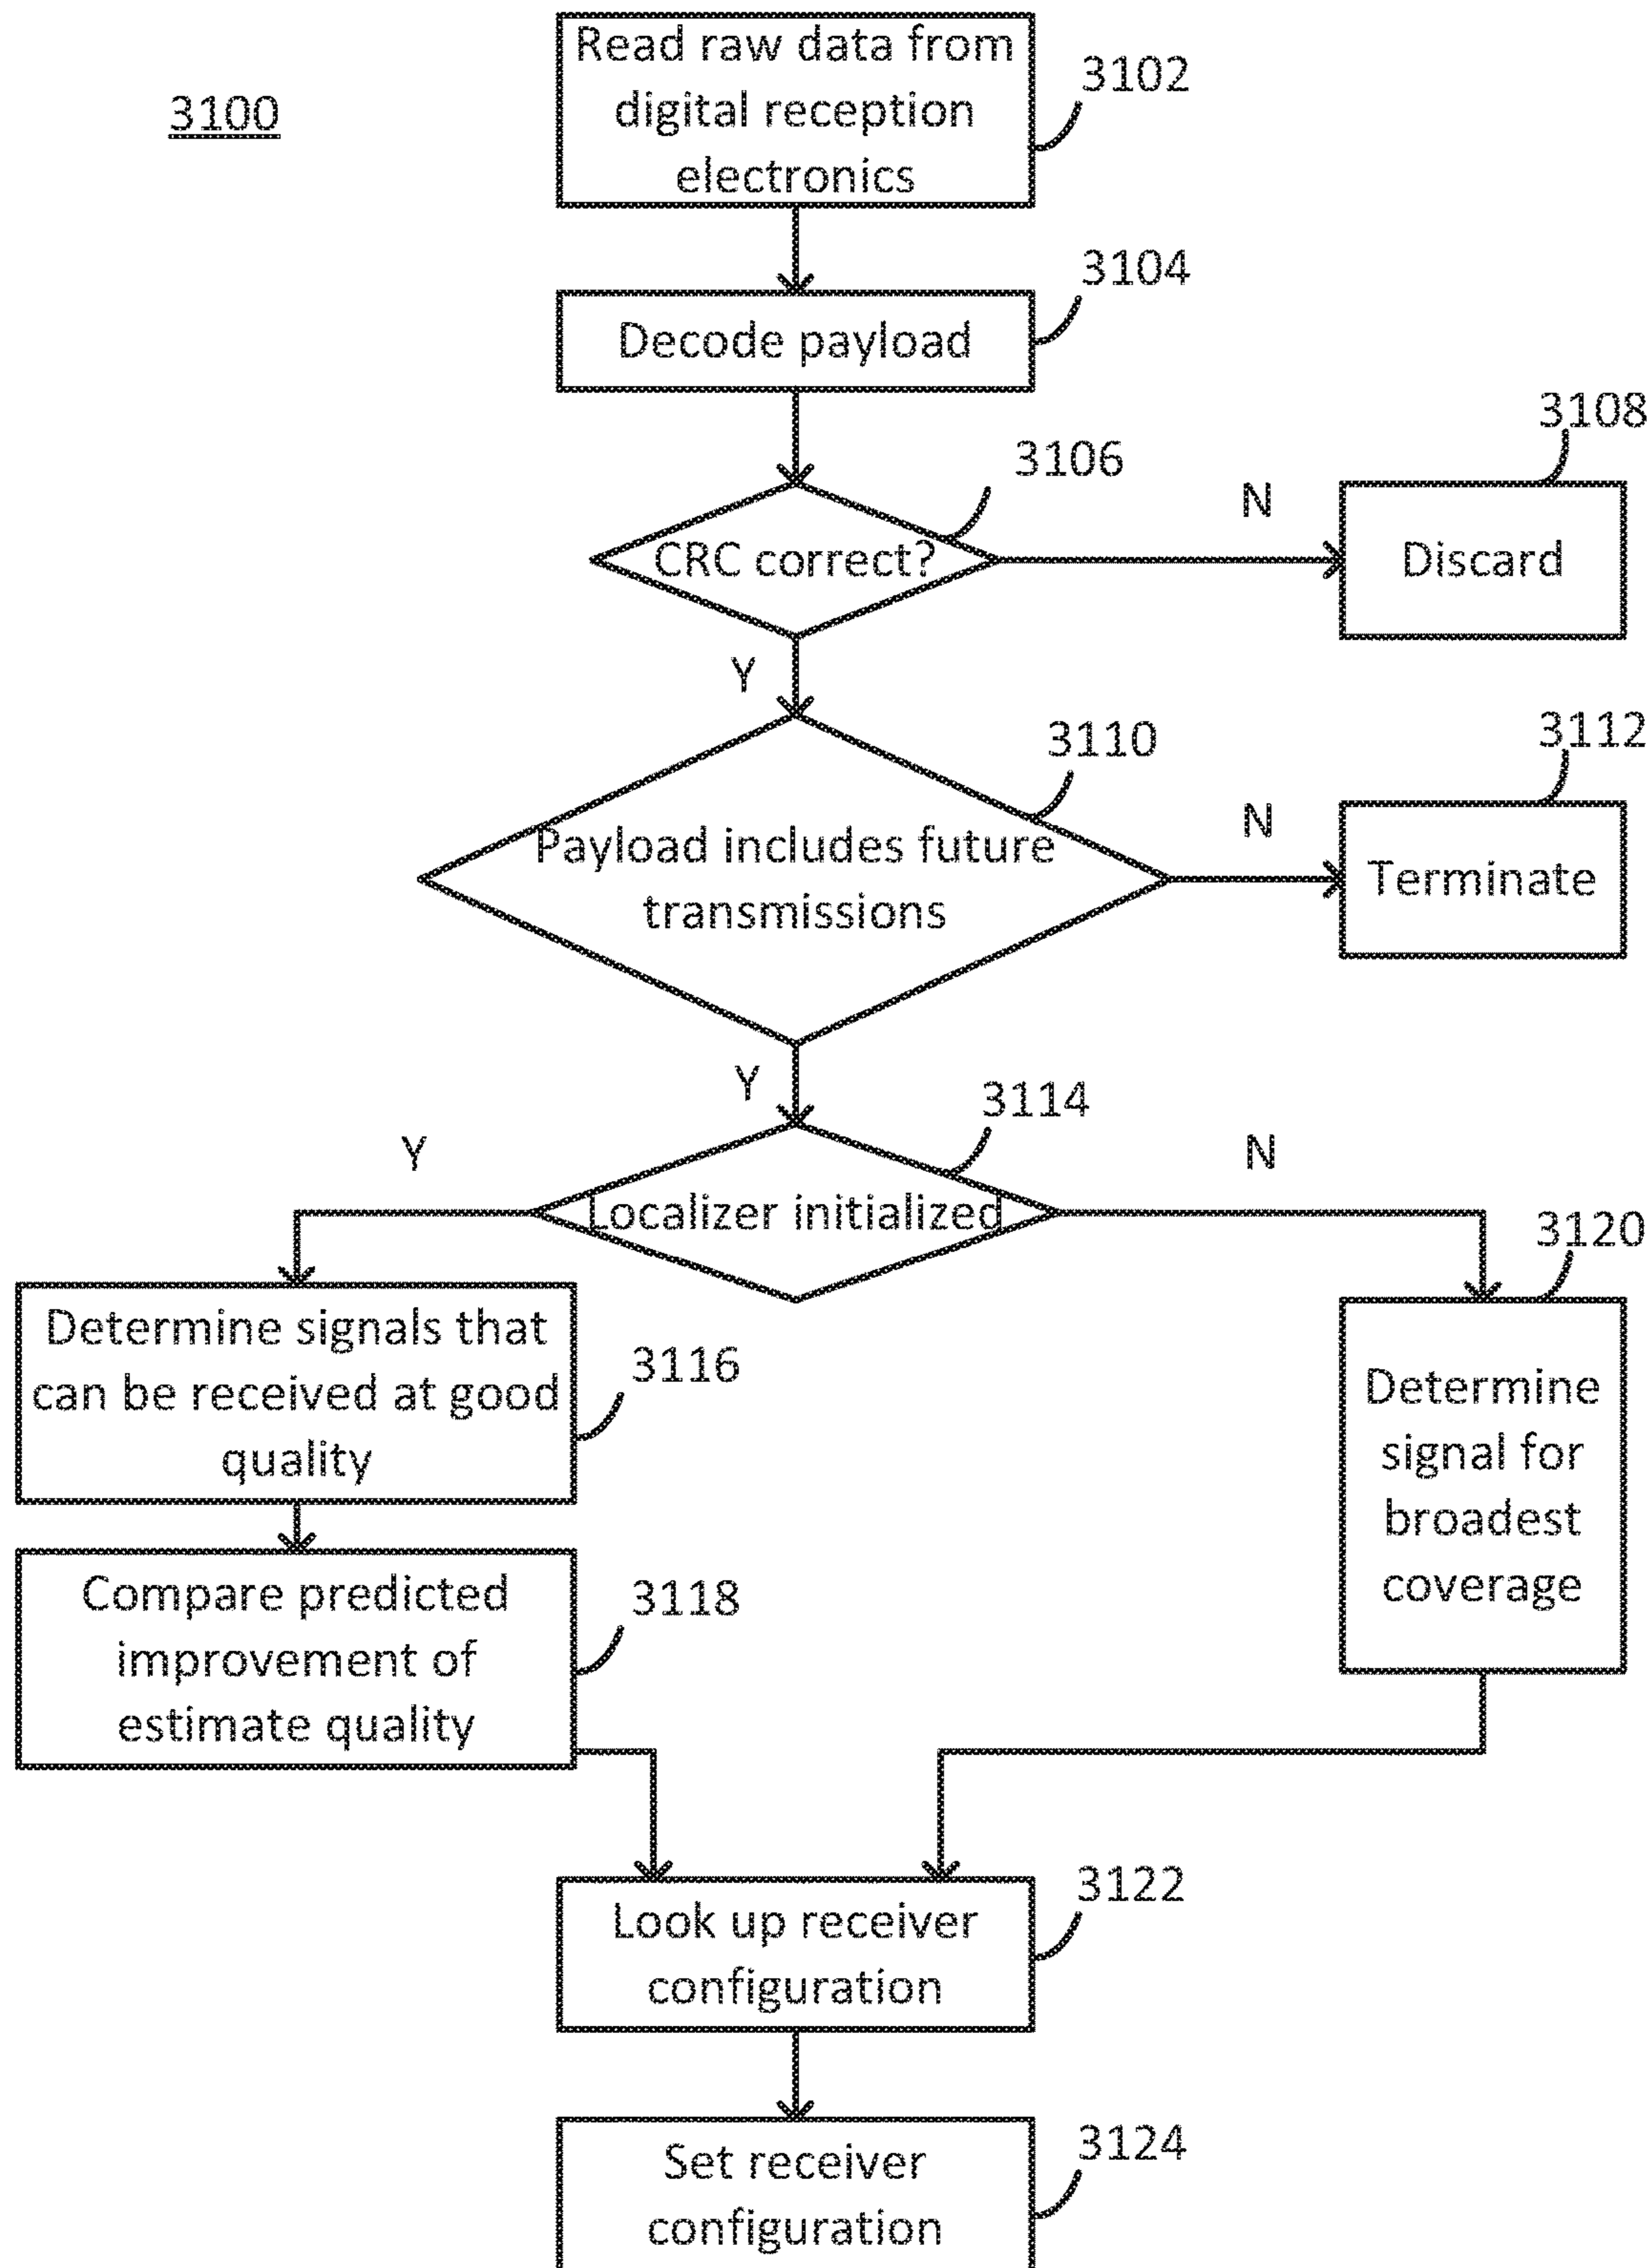 3100
Read raw data from
digital reception
electronics
3102
Decode payload
3104
CRC correct?
3106
N
Discard
3108
Y
Payload includes future
transmissions
3110
N
Terminate
3112
Y
Localizer initialized
3114
Y
N
Determine signals that
can be received at good
quality
3116
Compare predicted
improvement of
estimate quality
3118
Determine
signal for
broadest
coverage
3120
Look up receiver
configuration
3122
Set receiver
configuration
3124